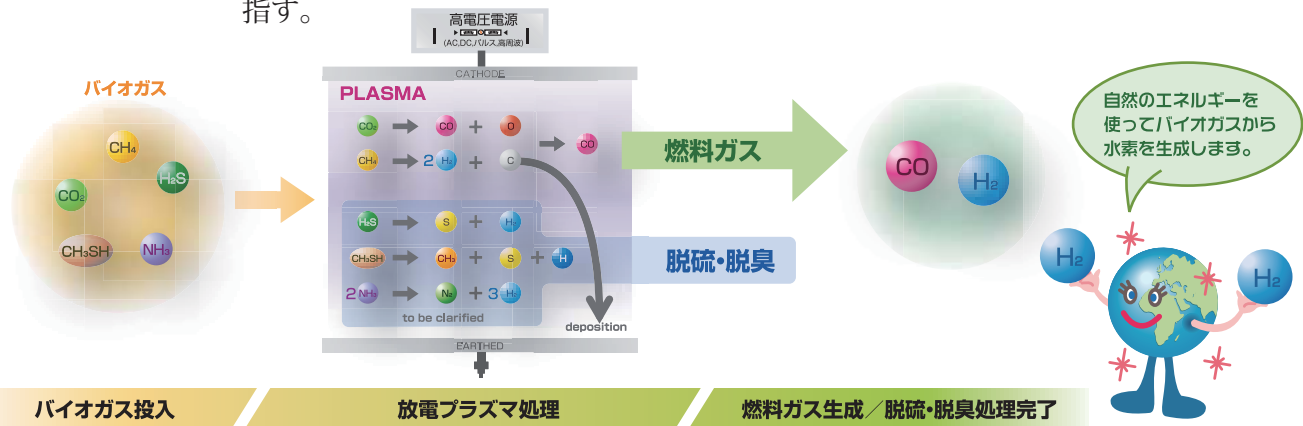 指す。
高電圧電源
(AC,DC,パルス,高周波)
CATHODE
バイオガス
CH₄
H₂S
CO₂
CH₃SH
NH₃
PLASMA
CO₂ → CO + O
→ CO
CH₄ → 2 H₂ + C
H₂S → S + H₂
CH₃SH → CH₃ + S + H
2 NH₃ → N₂ + 3 H₂
to be clarified
deposition
EARTHED
燃料ガス
脱硫・脱臭
CO
H₂
自然のエネルギーを
使ってバイオガスから
水素を生成します。
H₂
H₂
バイオガス投入
放電プラズマ処理
燃料ガス生成／脱硫・脱臭処理完了